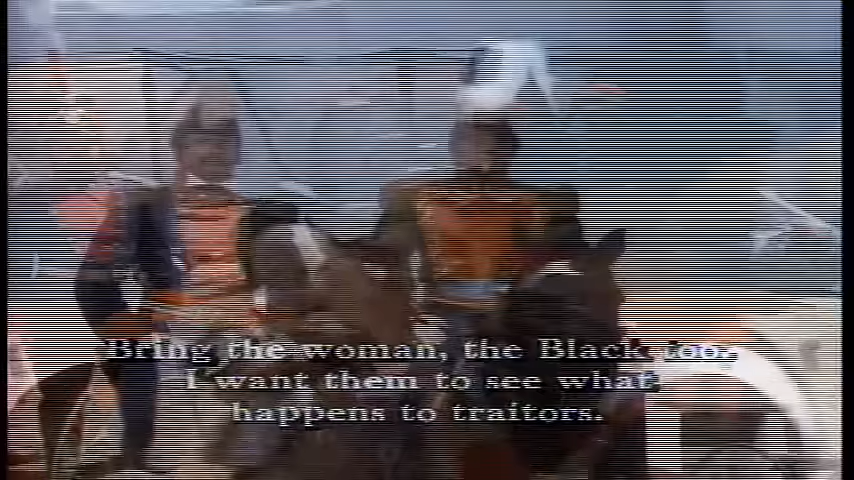 Bring the woman, the Black too.
I want them to see what
happens to traitors.